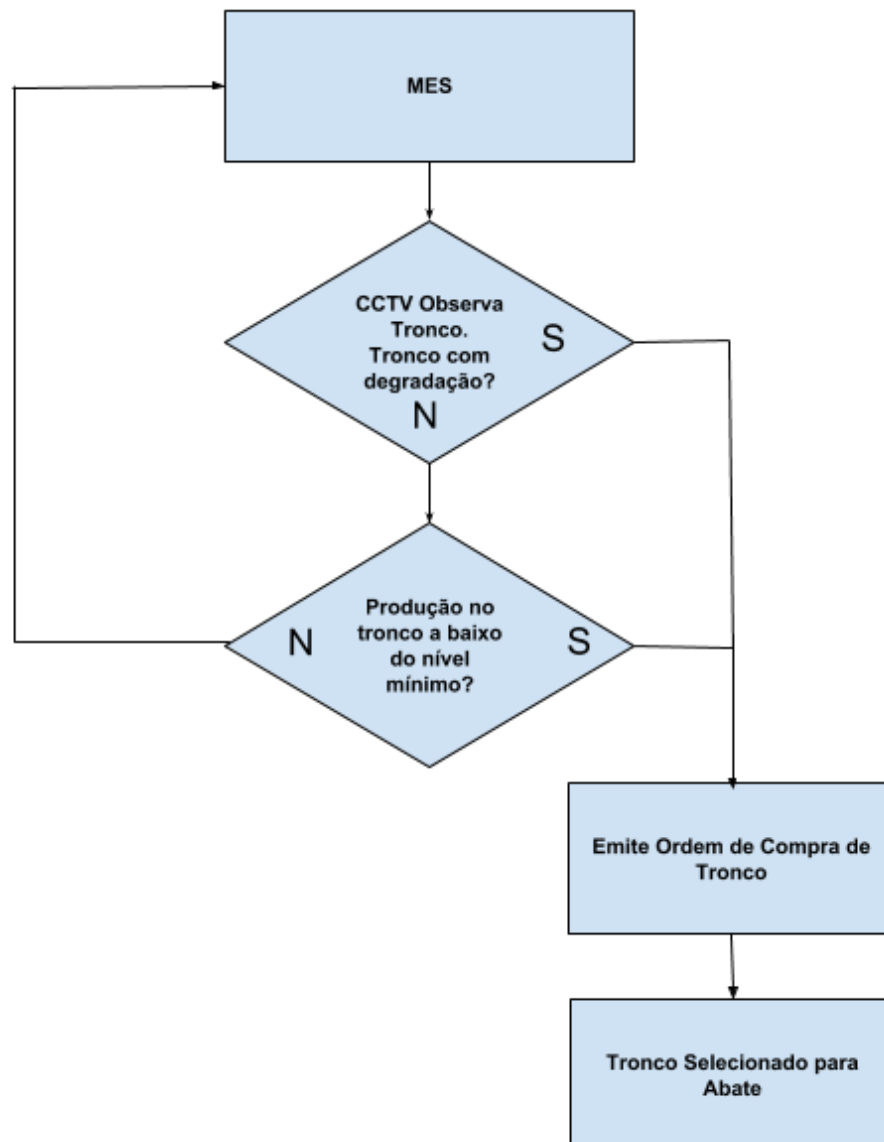 MES
CCTV Observa
Tronco.
Tronco com
degradação?
S
N
Produção no
tronco a baixo
do nível
mínimo?
N
S
Emite Ordem de Compra de
Tronco
Tronco Selecionado para
Abate